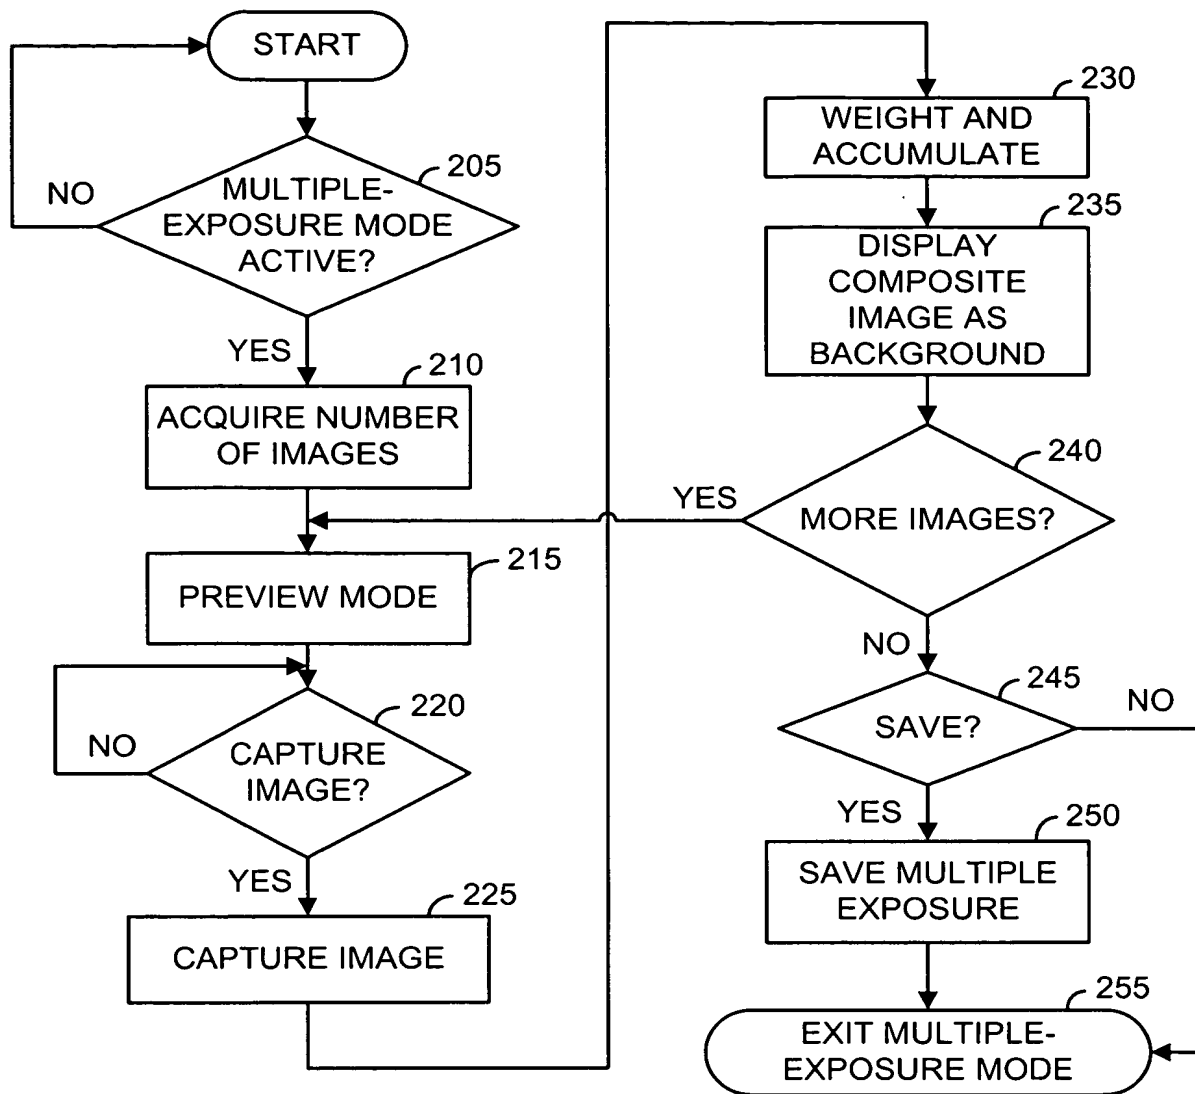 START
205
NO
MULTIPLE-
EXPOSURE MODE
ACTIVE?
YES
210
ACQUIRE NUMBER
OF IMAGES
215
PREVIEW MODE
220
NO
CAPTURE
IMAGE?
YES
225
CAPTURE IMAGE
230
WEIGHT AND
ACCUMULATE
235
DISPLAY
COMPOSITE
IMAGE AS
BACKGROUND
240
YES
MORE IMAGES?
NO
245
NO
SAVE?
YES
250
SAVE MULTIPLE
EXPOSURE
255
EXIT MULTIPLE-
EXPOSURE MODE